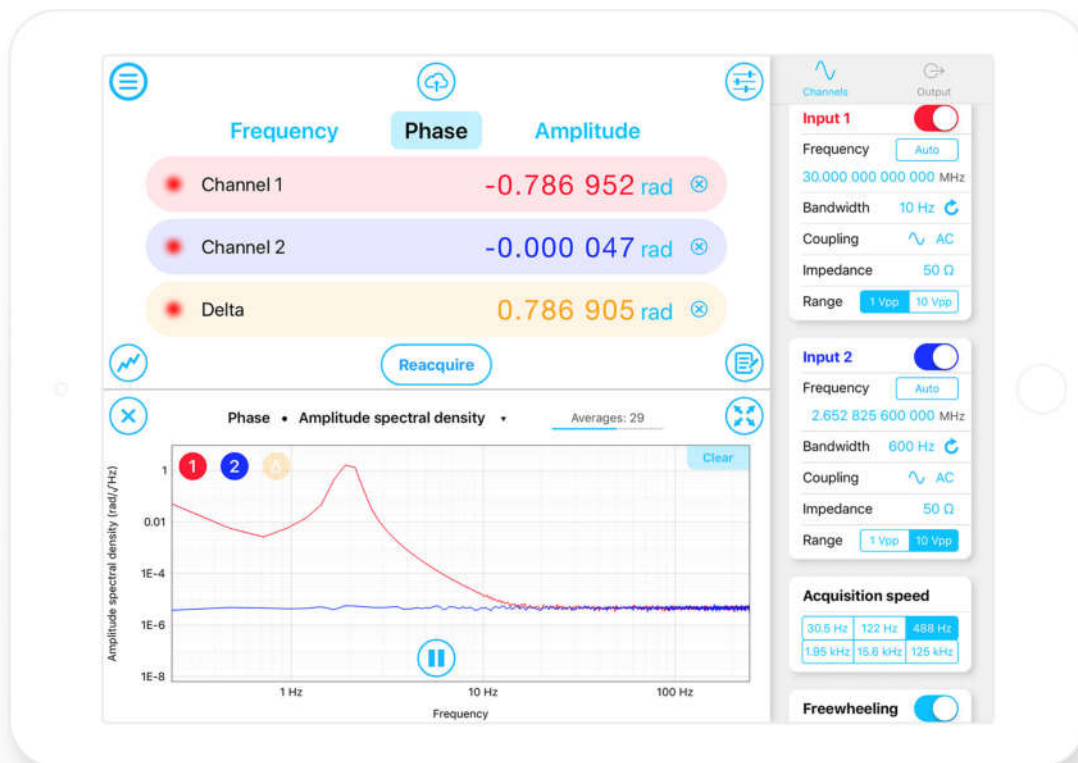 Frequency Phase Amplitude
Channel 1 -0.786 952 rad
Channel 2 -0.000 047 rad
Delta 0.786 905 rad
Reacquire
Phase • Amplitude spectral density
Averages: 29
Clear
1 2 Δ
Amplitude spectral density (rad/√Hz)
1
0.01
1E-4
1E-6
1E-8
1 Hz 10 Hz 100 Hz
Frequency
Channels Output
Input 1
Frequency Auto
30.000 000 000 000 MHz
Bandwidth 10 Hz
Coupling AC
Impedance 50 Ω
Range 1 Vpp 10 Vpp
Input 2
Frequency Auto
2.652 825 600 000 MHz
Bandwidth 600 Hz
Coupling AC
Impedance 50 Ω
Range 1 Vpp 10 Vpp
Acquisition speed
30.5 Hz 122 Hz 488 Hz
1.95 kHz 15.6 kHz 125 kHz
Freewheeling